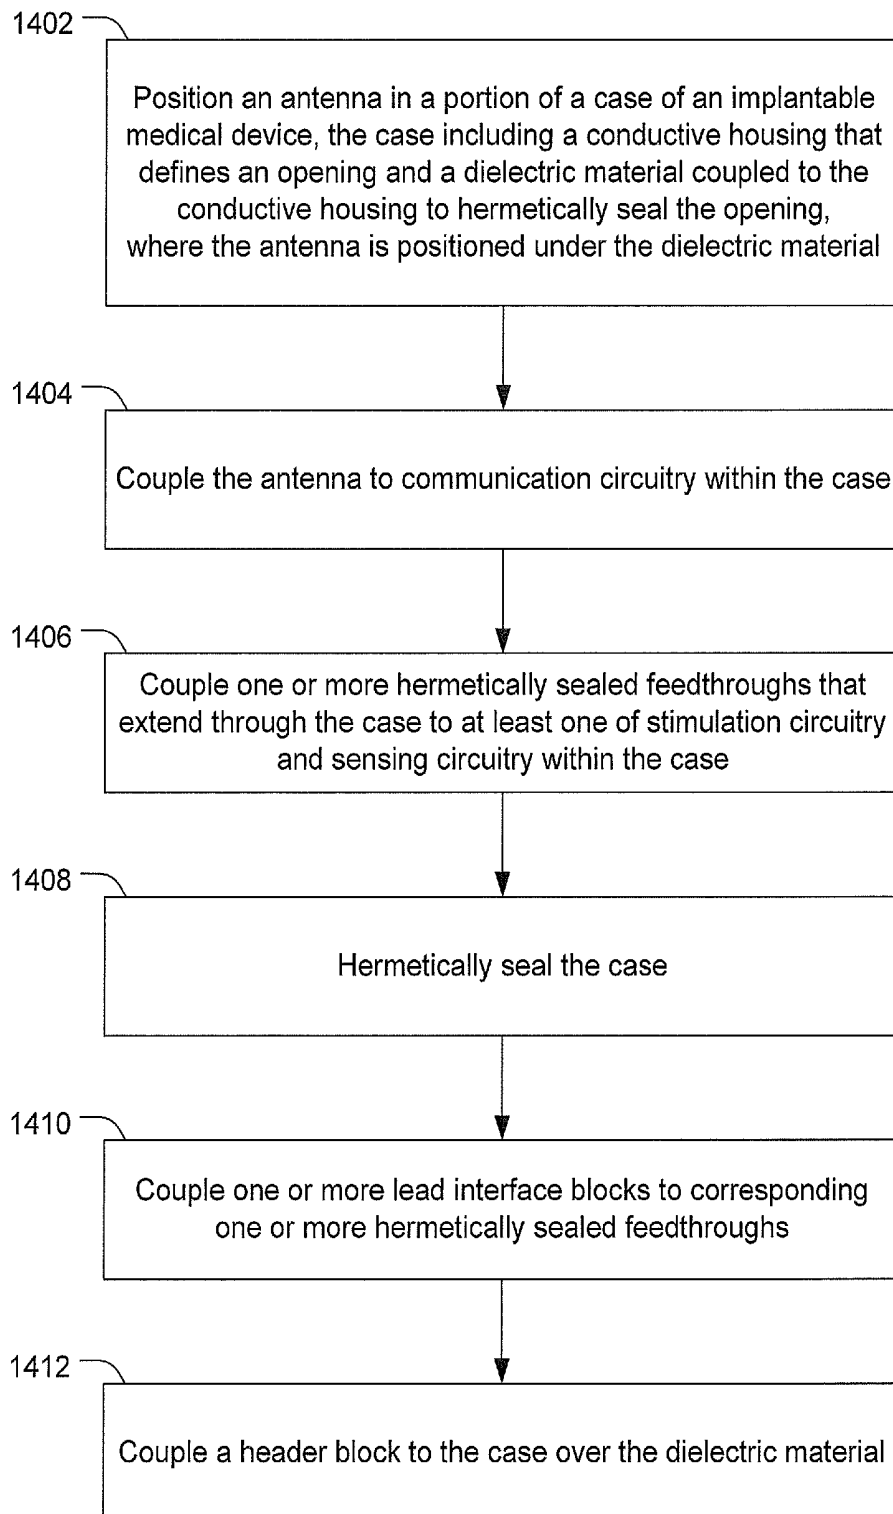 1402
Position an antenna in a portion of a case of an implantable
medical device, the case including a conductive housing that
defines an opening and a dielectric material coupled to the
conductive housing to hermetically seal the opening,
where the antenna is positioned under the dielectric material
1404
Couple the antenna to communication circuitry within the case
1406
Couple one or more hermetically sealed feedthroughs that
extend through the case to at least one of stimulation circuitry
and sensing circuitry within the case
1408
Hermetically seal the case
1410
Couple one or more lead interface blocks to corresponding
one or more hermetically sealed feedthroughs
1412
Couple a header block to the case over the dielectric material